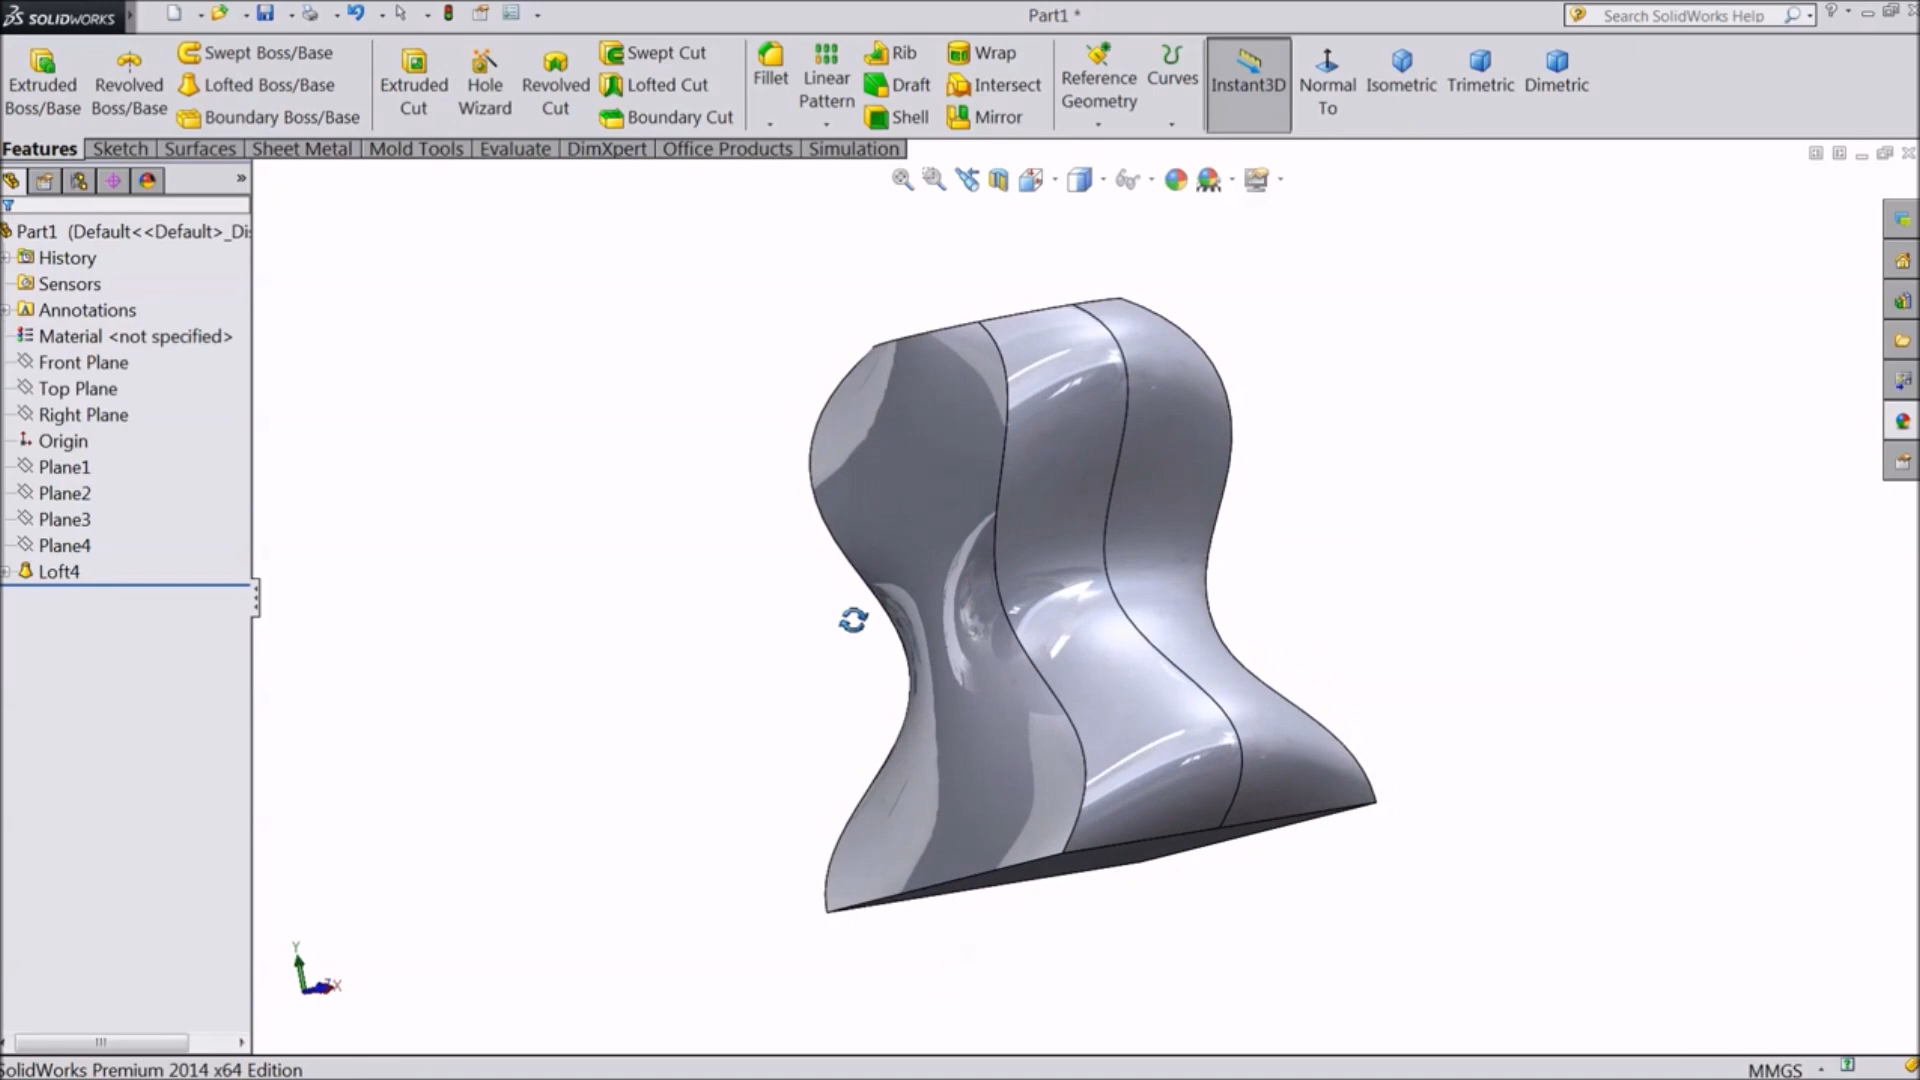 SOLIDWORKS
Part1 *
Search SolidWorks Help
Extruded Boss/Base
Revolved Boss/Base
Swept Boss/Base
Lofted Boss/Base
Boundary Boss/Base
Extruded Cut
Hole Wizard
Revolved Cut
Swept Cut
Lofted Cut
Boundary Cut
Fillet
Linear Pattern
Rib
Draft
Shell
Wrap
Intersect
Mirror
Reference Geometry
Curves
Instant3D
Normal To
Isometric
Trimetric
Dimetric
Features
Sketch
Surfaces
Sheet Metal
Mold Tools
Evaluate
DimXpert
Office Products
Simulation
Part1 (Default<<Default>_Di
History
Sensors
Annotations
Material <not specified>
Front Plane
Top Plane
Right Plane
Origin
Plane1
Plane2
Plane3
Plane4
Loft4
Y
ZX
SolidWorks Premium 2014 x64 Edition
MMGS